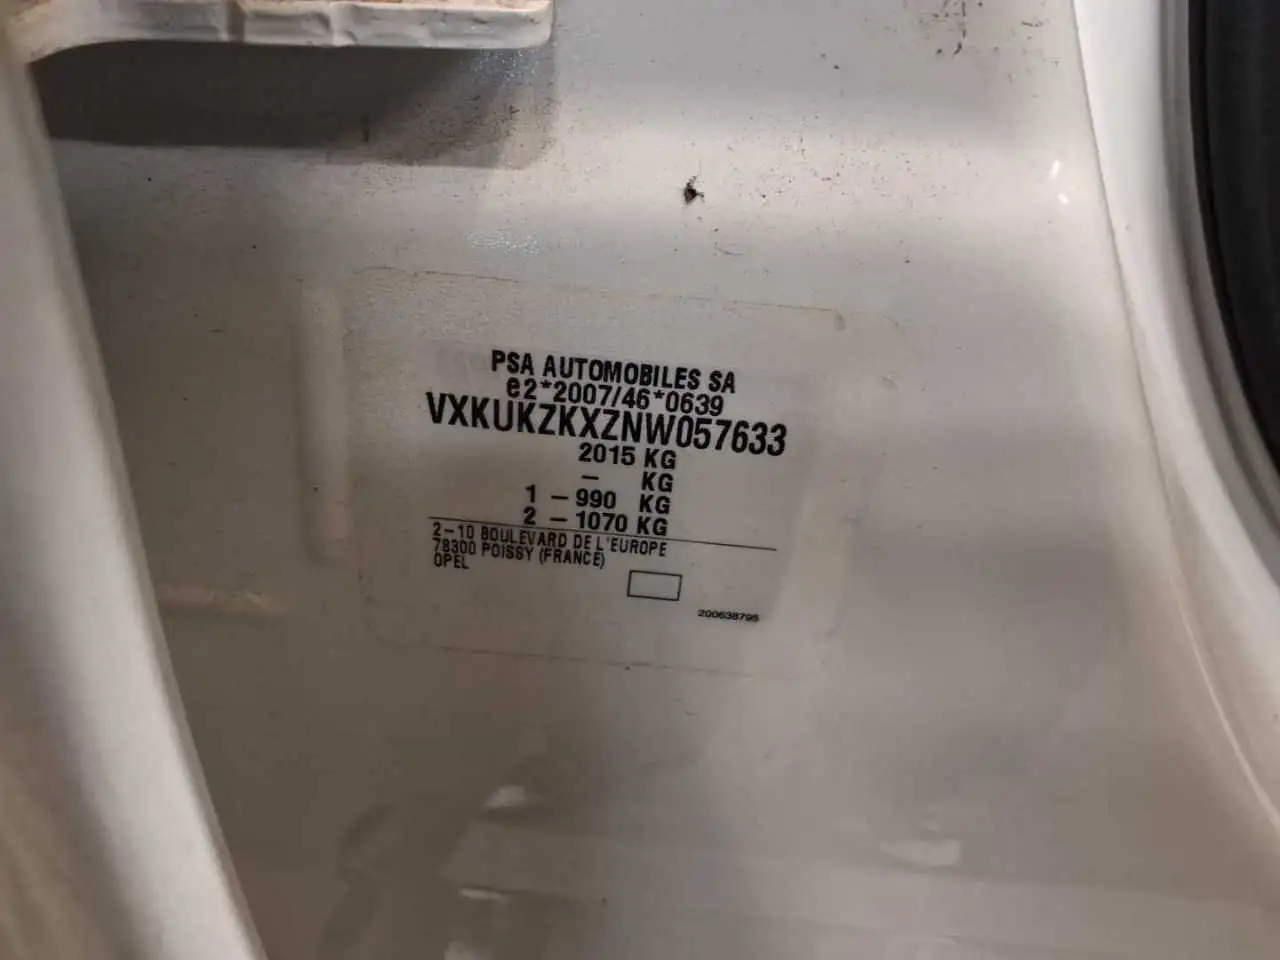 PSA AUTOMOBILES SA
e2*2007/46*0639
VXKUKZKXZNW057633
2015 KG
– KG
1 – 990 KG
2 – 1070 KG
2-10 BOULEVARD DE L'EUROPE
78300 POISSY (FRANCE)
OPEL
200638795